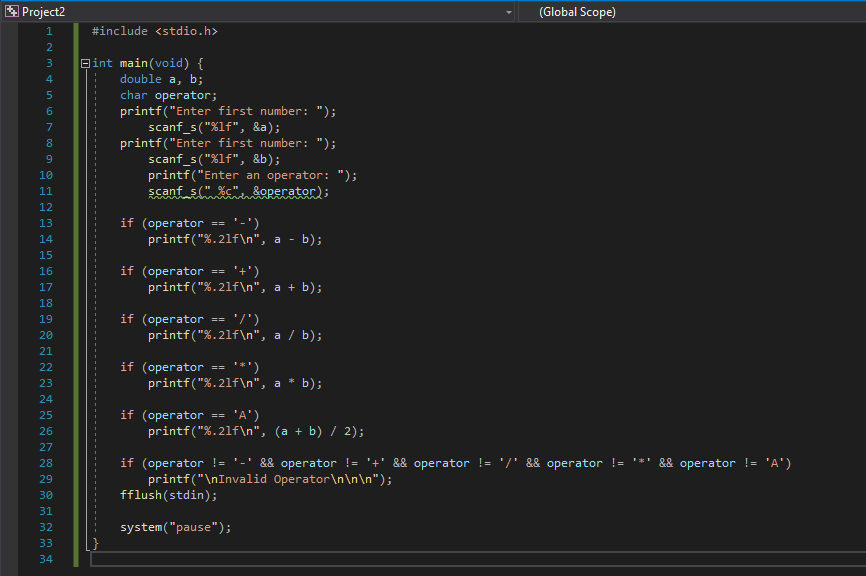 Project2 (Global Scope)
1 #include <stdio.h>
2
3 int main(void) {
4 double a, b;
5 char operator;
6 printf("Enter first number: ");
7 scanf_s("%lf", &a);
8 printf("Enter first number: ");
9 scanf_s("%lf", &b);
10 printf("Enter an operator: ");
11 scanf_s(" %c", &operator);
12
13 if (operator == '-')
14 printf("%.2lf\n", a - b);
15
16 if (operator == '+')
17 printf("%.2lf\n", a + b);
18
19 if (operator == '/')
20 printf("%.2lf\n", a / b);
21
22 if (operator == '*')
23 printf("%.2lf\n", a * b);
24
25 if (operator == 'A')
26 printf("%.2lf\n", (a + b) / 2);
27
28 if (operator != '-' && operator != '+' && operator != '/' && operator != '*' && operator != 'A')
29 printf("\nInvalid Operator\n\n\n");
30 fflush(stdin);
31
32 system("pause");
33 }
34